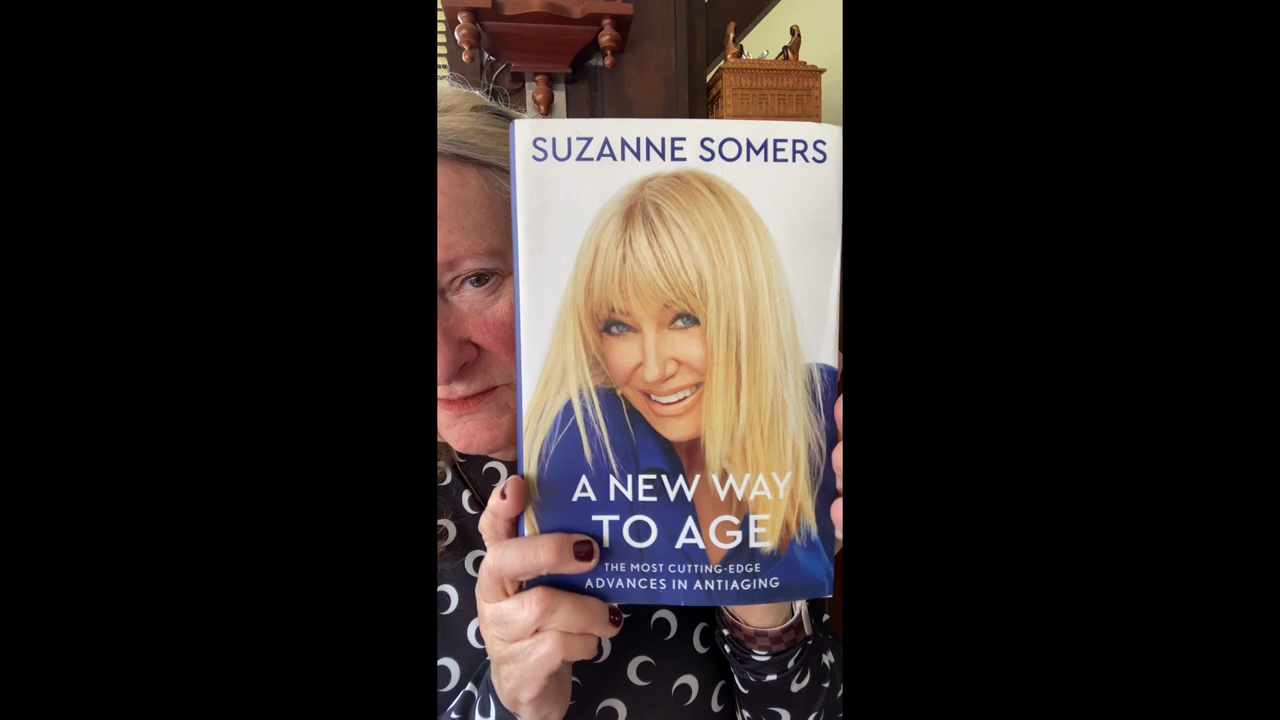 SUZANNE SOMERS
A NEW WAY
TO AGE
THE MOST CUTTING-EDGE
ADVANCES IN ANTIAGING